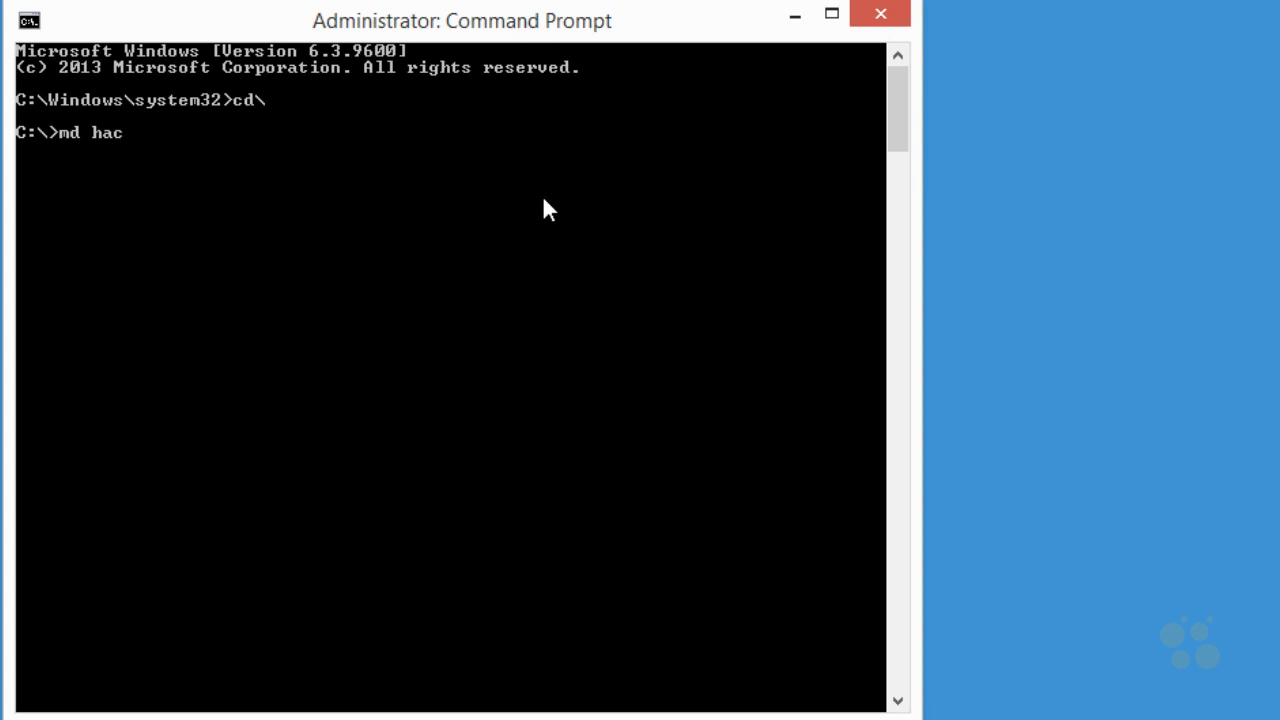 Administrator: Command Prompt
Microsoft Windows [Version 6.3.9600]
(c) 2013 Microsoft Corporation. All rights reserved.
C:\Windows\system32>cd\
C:\>md hac